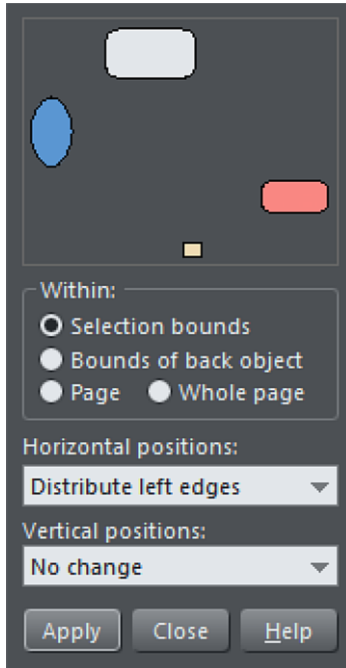 Within:
Selection bounds
Bounds of back object
Page Whole page
Horizontal positions:
Distribute left edges
Vertical positions:
No change
Apply Close Help